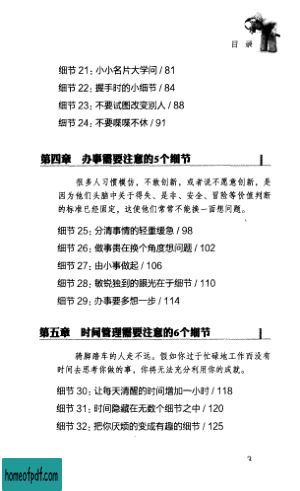 目 录
细节 21：小小名片大学问 / 81
细节 22：握手时的小细节 / 84
细节 23：不要试图改变别人 / 88
细节 24：不要喋喋不休 / 91
第四章 办事需要注意的5个细节
很多人习惯模仿，不敢创新，或者说不愿意创新，是
因为他们头脑中关于得失、是非、安全、冒险等价值判断
的标准已经固定，这使他们常常不能换一面想问题。
细节 25：分清事情的轻重缓急 / 98
细节 26：做事贵在换个角度想问题 / 102
细节 27：由小事做起 / 106
细节 28：敏锐独到的眼光在于细节 / 110
细节 29：办事要多想一步 / 114
第五章 时间管理需要注意的6个细节
骑脚踏车的人走不远。假如你过于忙碌地工作而没有
时间去思考你做的事，你将无法充分利用你的成就。
细节 30：让每天清醒的时间增加一小时 / 118
细节 31：时间隐藏在无数个细节之中 / 120
细节 32：把你厌烦的变成有趣的细节 / 125
3
homeofpdf.com